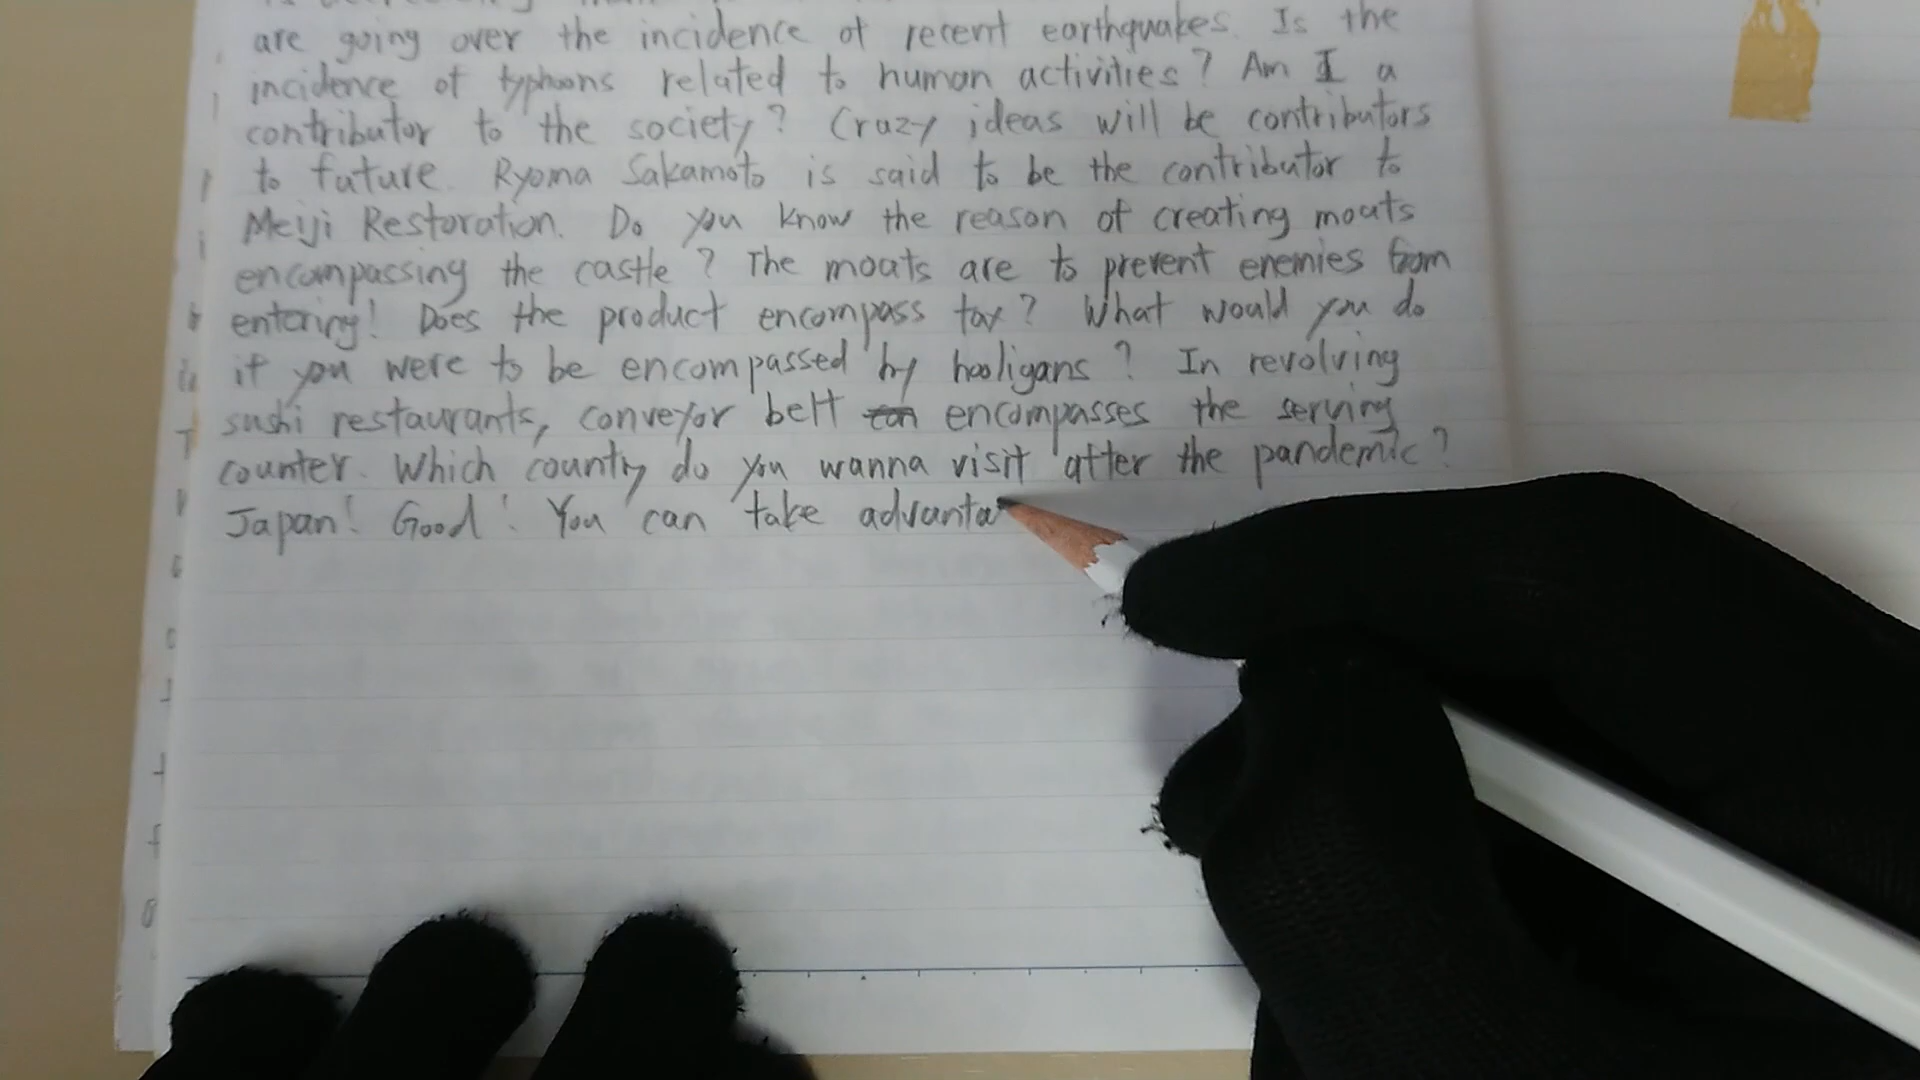 are going over the incidence of recent earthquakes. Is the
incidence of typhoons related to human activities? Am I a
contributor to the society? Crazy ideas will be contributors
to future. Ryoma Sakamoto is said to be the contributor to
Meiji Restoration. Do you know the reason of creating moats
encompassing the castle? The moats are to prevent enemies from
entering! Does the product encompass tax? What would you do
if you were to be encompassed by hooligans? In revolving
sushi restaurants, conveyor belt encompasses the serving
counter. Which country do you wanna visit after the pandemic?
Japan! Good! You can take advanta